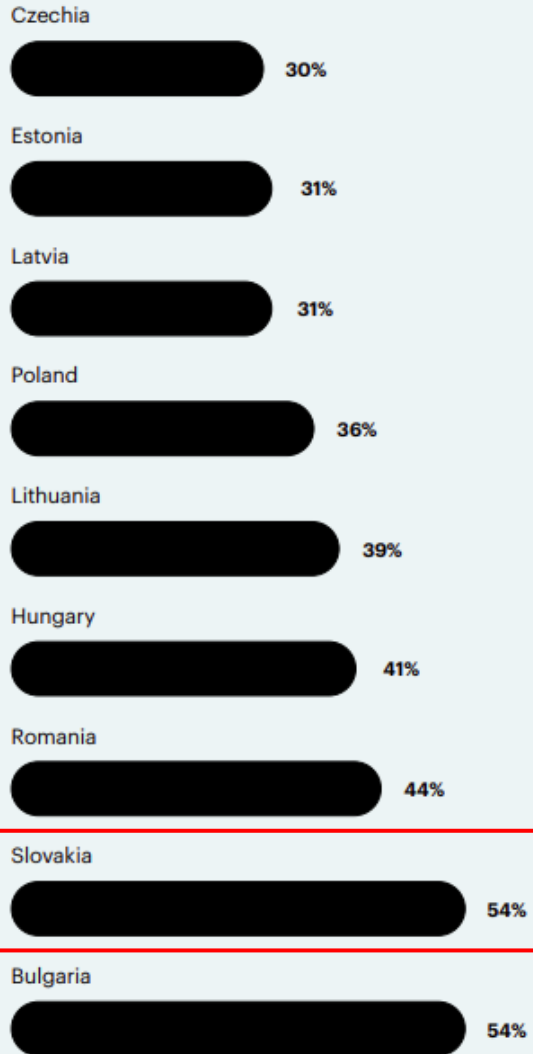 Czechia
30%
Estonia
31%
Latvia
31%
Poland
36%
Lithuania
39%
Hungary
41%
Romania
44%
Slovakia
54%
Bulgaria
54%